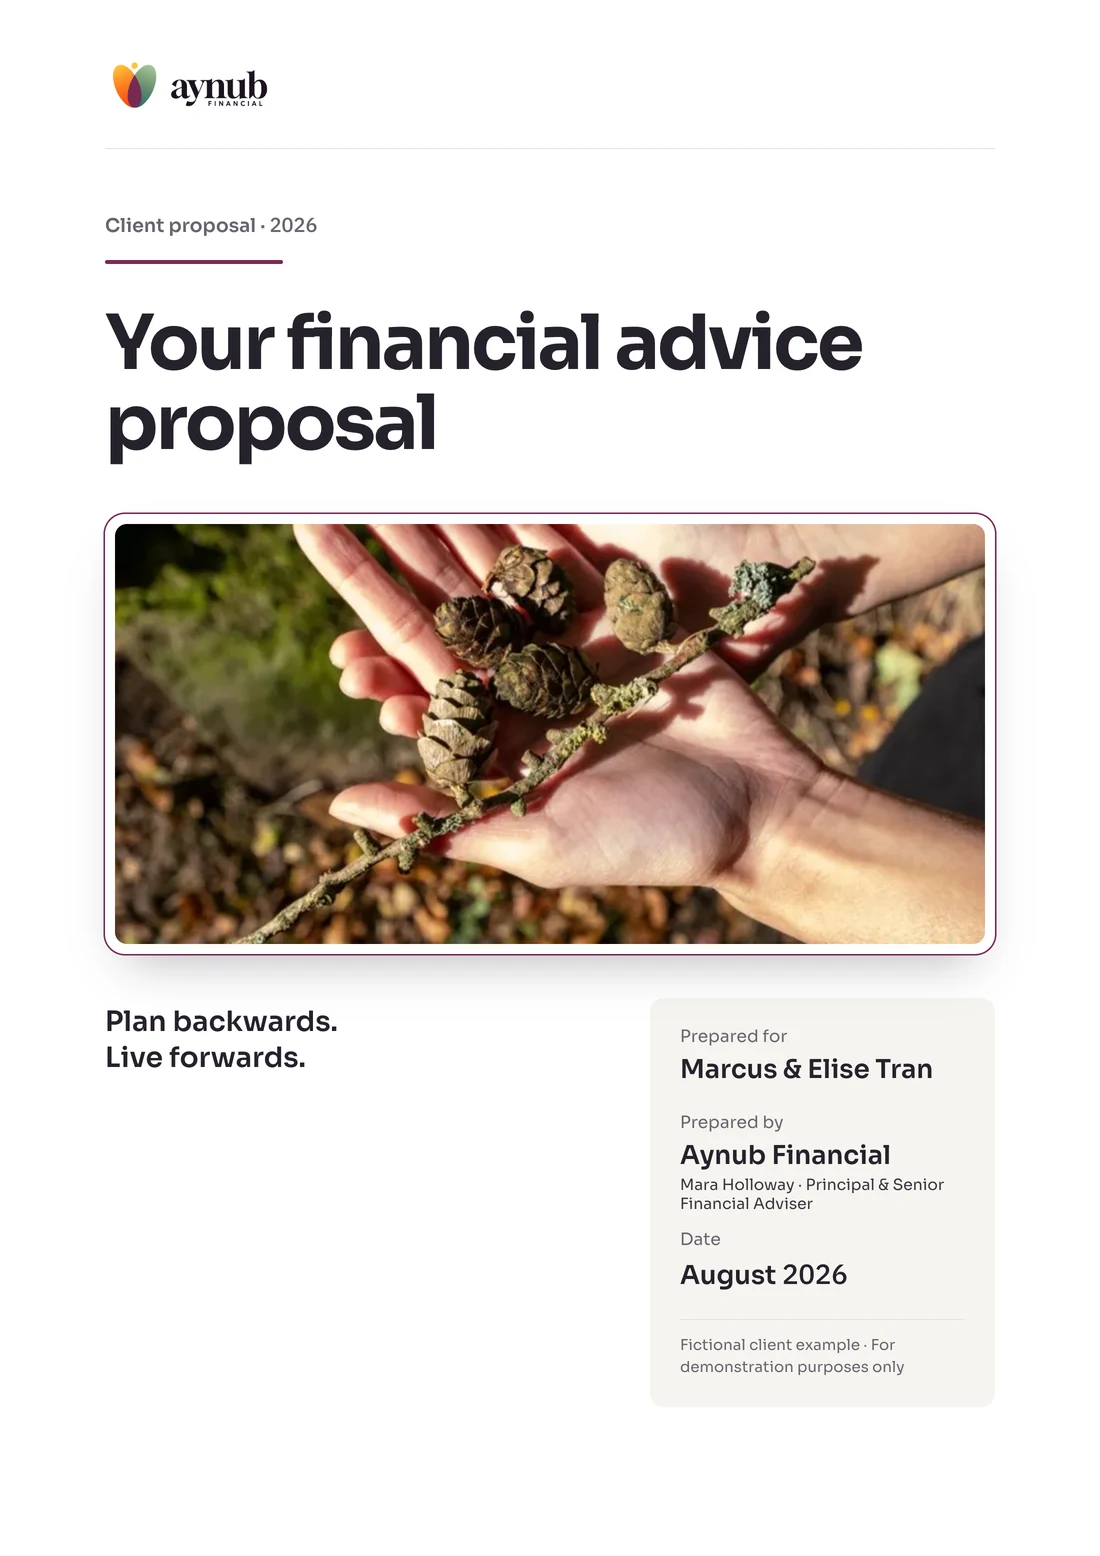 aynub
FINANCIAL
Client proposal · 2026
Your financial advice
proposal
Plan backwards.
Live forwards.
Prepared for
Marcus & Elise Tran
Prepared by
Aynub Financial
Mara Holloway · Principal & Senior
Financial Adviser
Date
August 2026
Fictional client example · For
demonstration purposes only